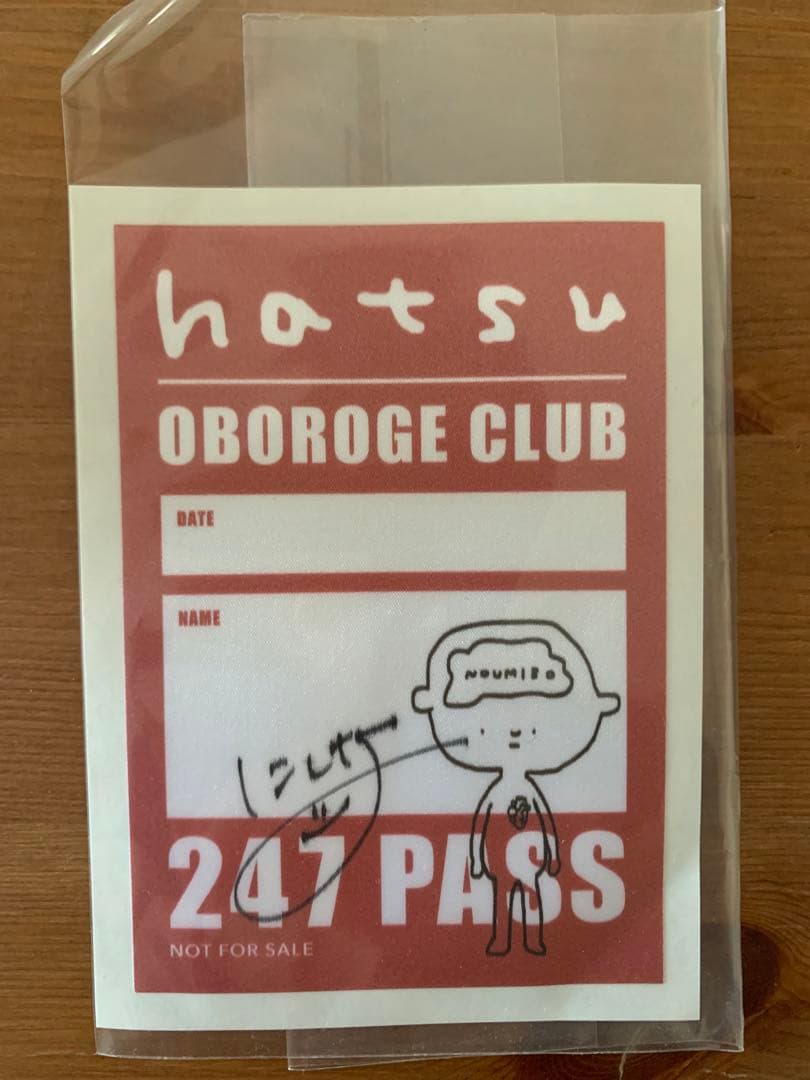 hatsu
OBOROGE CLUB
DATE
NAME
NOUMISO
247 PASS
NOT FOR SALE